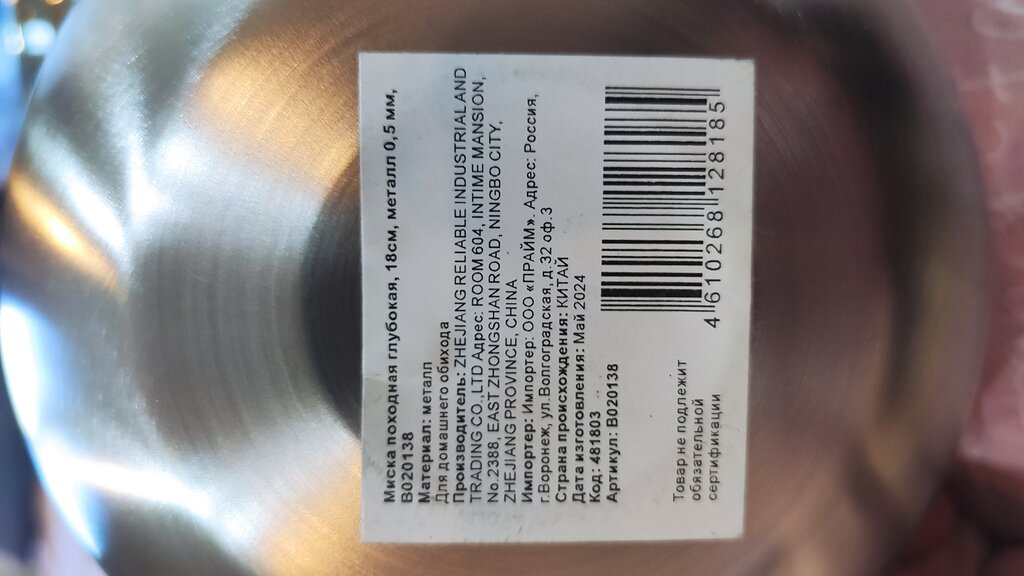 Миска походная глубокая, 18см, металл 0,5 мм,
B020138
Материал: металл
Для домашнего обихода
Производитель: ZHEJIANG RELIABLE INDUSTRIAL AND
TRADING CO.,LTD Адрес: ROOM 604, INTIME MANSION,
No.2388, EAST ZHONGSHAN ROAD, NINGBO CITY,
ZHEJIANG PROVINCE, CHINA
Импортер: Импортер: ООО «ПРАЙМ», Адрес: Россия,
г.Воронеж, ул.Волгоградская, д.32 оф.3
Страна происхождения: КИТАЙ
Дата изготовления: Май 2024
Код: 481803
Артикул: B020138
Товар не подлежит
обязательной
сертификации
4 610268 128185